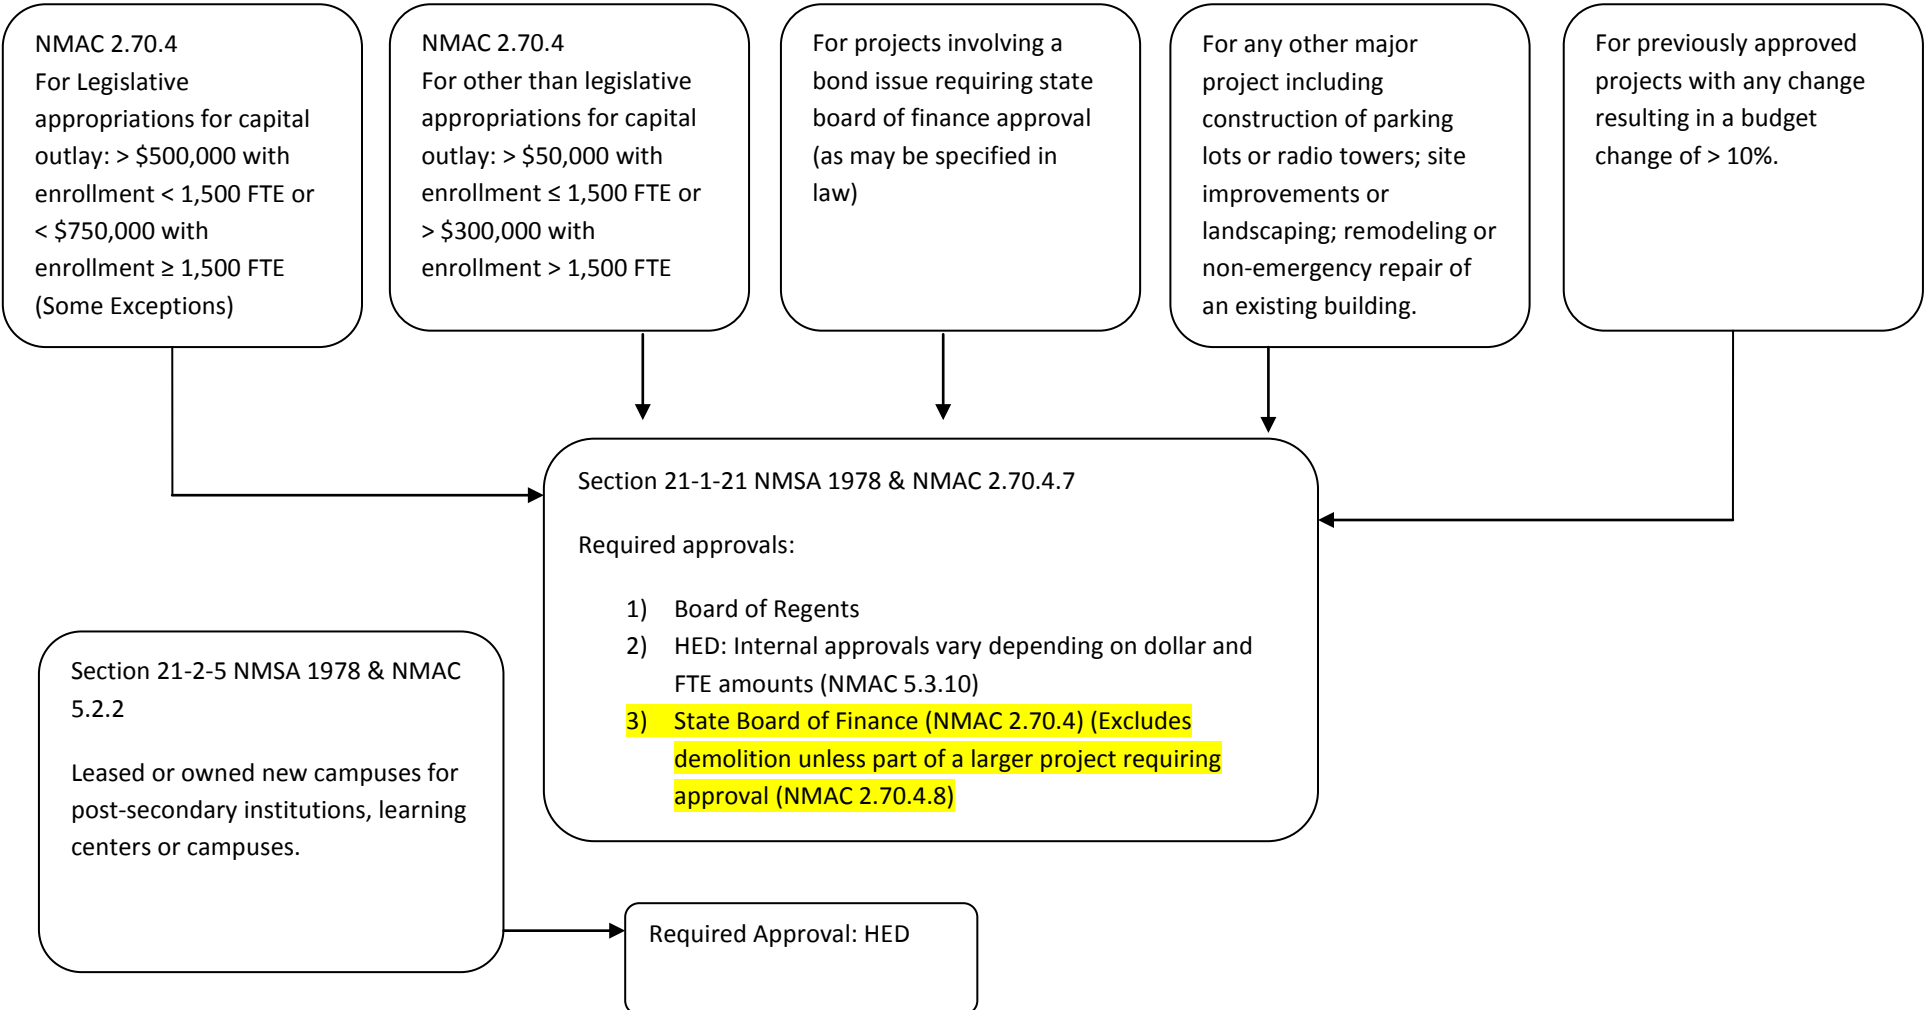 NMAC 2.70.4
For Legislative
appropriations for capital
outlay: > $500,000 with
enrollment < 1,500 FTE or
< $750,000 with
enrollment ≥ 1,500 FTE
(Some Exceptions)
NMAC 2.70.4
For other than legislative
appropriations for capital
outlay: > $50,000 with
enrollment ≤ 1,500 FTE or
> $300,000 with
enrollment > 1,500 FTE
For projects involving a
bond issue requiring state
board of finance approval
(as may be specified in
law)
For any other major
project including
construction of parking
lots or radio towers; site
improvements or
landscaping; remodeling or
non-emergency repair of
an existing building.
For previously approved
projects with any change
resulting in a budget
change of > 10%.
Section 21-1-21 NMSA 1978 & NMAC 2.70.4.7
Required approvals:
1) Board of Regents
2) HED: Internal approvals vary depending on dollar and
FTE amounts (NMAC 5.3.10)
3) State Board of Finance (NMAC 2.70.4) (Excludes
demolition unless part of a larger project requiring
approval (NMAC 2.70.4.8)
Section 21-2-5 NMSA 1978 & NMAC
5.2.2
Leased or owned new campuses for
post-secondary institutions, learning
centers or campuses.
Required Approval: HED